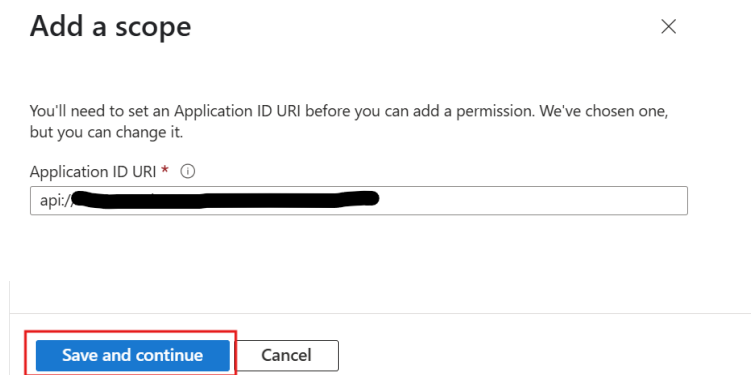 Add a scope
You'll need to set an Application ID URI before you can add a permission. We've chosen one,
but you can change it.
Application ID URI *
api://
Save and continue
Cancel